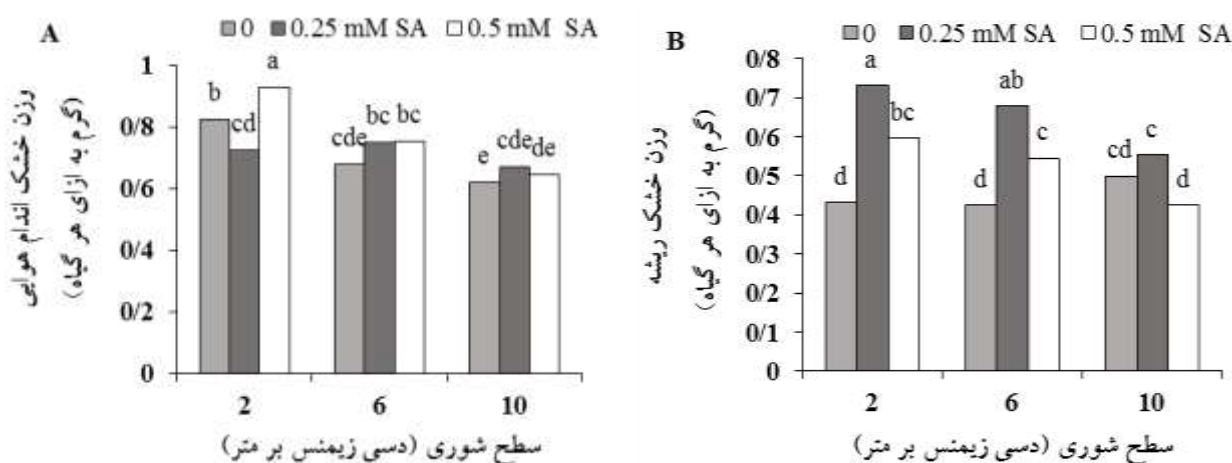 A
0 0.25 mM SA 0.5 mM SA
وزن خشک اندام هوایی
(گرم به ازای هر گیاه)
1
0/8
0/6
0/4
0/2
0
b cd a
cde bc bc
e cde de
2 6 10
سطح شوری (دسی زیمنس بر متر)
B
0 0.25 mM SA 0.5 mM SA
وزن خشک ریشه
(گرم به ازای هر گیاه)
0/8
0/7
0/6
0/5
0/4
0/3
0/2
0/1
0
d a bc
d ab c
cd c d
2 6 10
سطح شوری (دسی زیمنس بر متر)